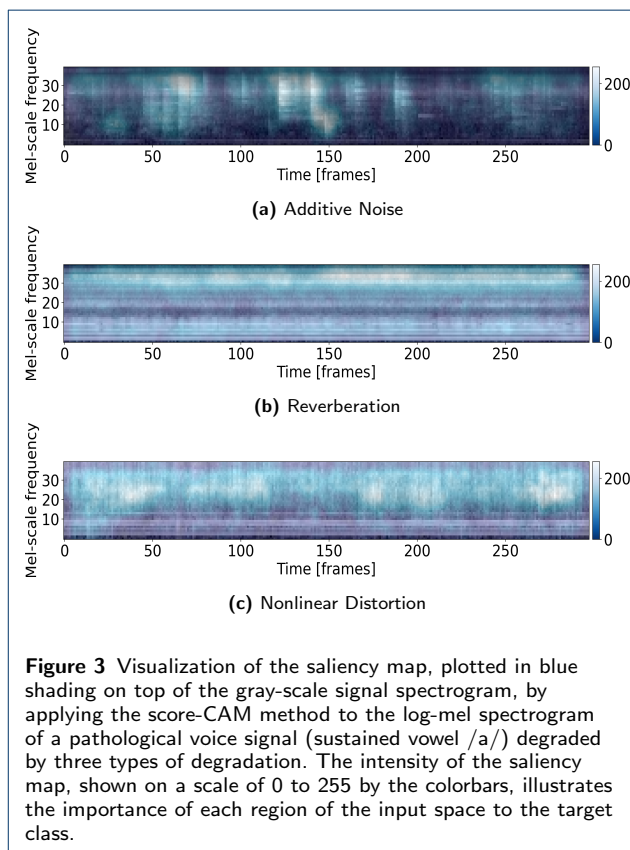 Mel-scale frequency
30
20
10
0 50 100 150 200 250
Time [frames]
200
0
(a) Additive Noise
Mel-scale frequency
30
20
10
0 50 100 150 200 250
Time [frames]
200
0
(b) Reverberation
Mel-scale frequency
30
20
10
0 50 100 150 200 250
Time [frames]
200
0
(c) Nonlinear Distortion
Figure 3 Visualization of the saliency map, plotted in blue
shading on top of the gray-scale signal spectrogram, by
applying the score-CAM method to the log-mel spectrogram
of a pathological voice signal (sustained vowel /a/) degraded
by three types of degradation. The intensity of the saliency
map, shown on a scale of 0 to 255 by the colorbars, illustrates
the importance of each region of the input space to the target
class.